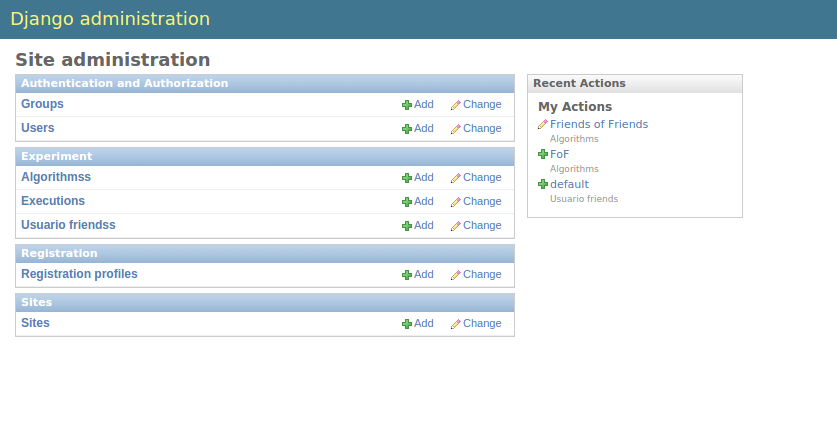 Django administration
Site administration
Authentication and Authorization
Groups Add Change
Users Add Change
Experiment
Algorithmss Add Change
Executions Add Change
Usuario friendss Add Change
Registration
Registration profiles Add Change
Sites
Sites Add Change
Recent Actions
My Actions
Friends of Friends
Algorithms
FoF
Algorithms
default
Usuario friends